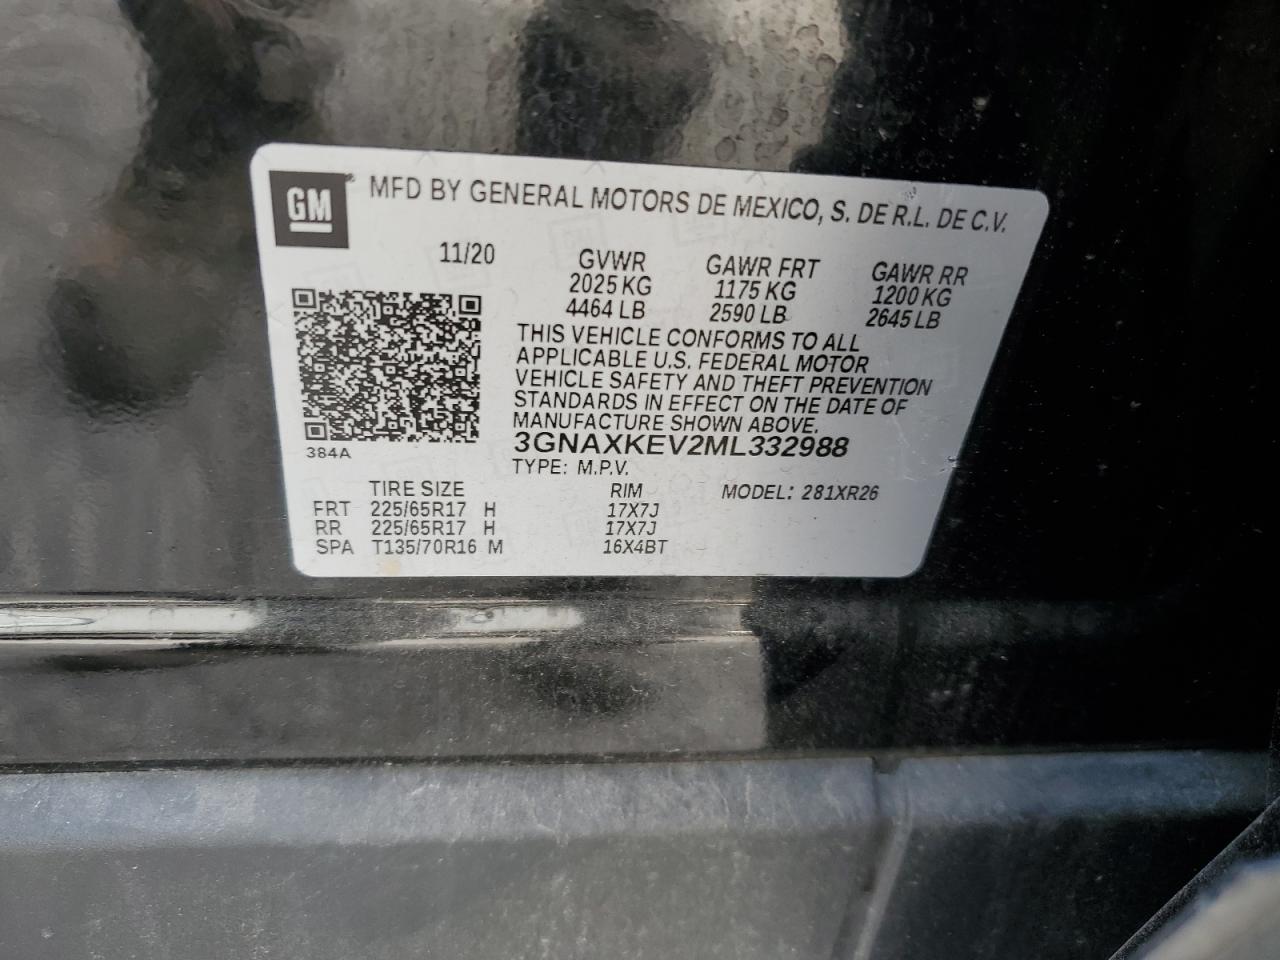 GM
MFD BY GENERAL MOTORS DE MEXICO, S. DE R.L. DE C.V.
11/20
GVWR GAWR FRT GAWR RR
2025 KG 1175 KG 1200 KG
4464 LB 2590 LB 2645 LB
THIS VEHICLE CONFORMS TO ALL
APPLICABLE U.S. FEDERAL MOTOR
VEHICLE SAFETY AND THEFT PREVENTION
STANDARDS IN EFFECT ON THE DATE OF
MANUFACTURE SHOWN ABOVE.
384A
3GNAXKEV2ML332988
TYPE: M.P.V.
TIRE SIZE RIM MODEL: 281XR26
FRT 225/65R17 H 17X7J
RR 225/65R17 H 17X7J
SPA T135/70R16 M 16X4BT